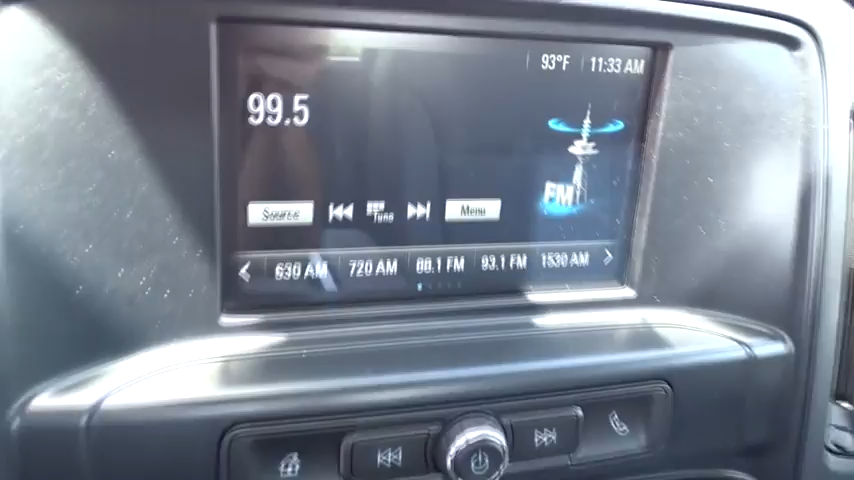 93°F 11:33 AM
99.5
FM
Source Tune Menu
630 AM 720 AM 88.1 FM 93.1 FM 1530 AM